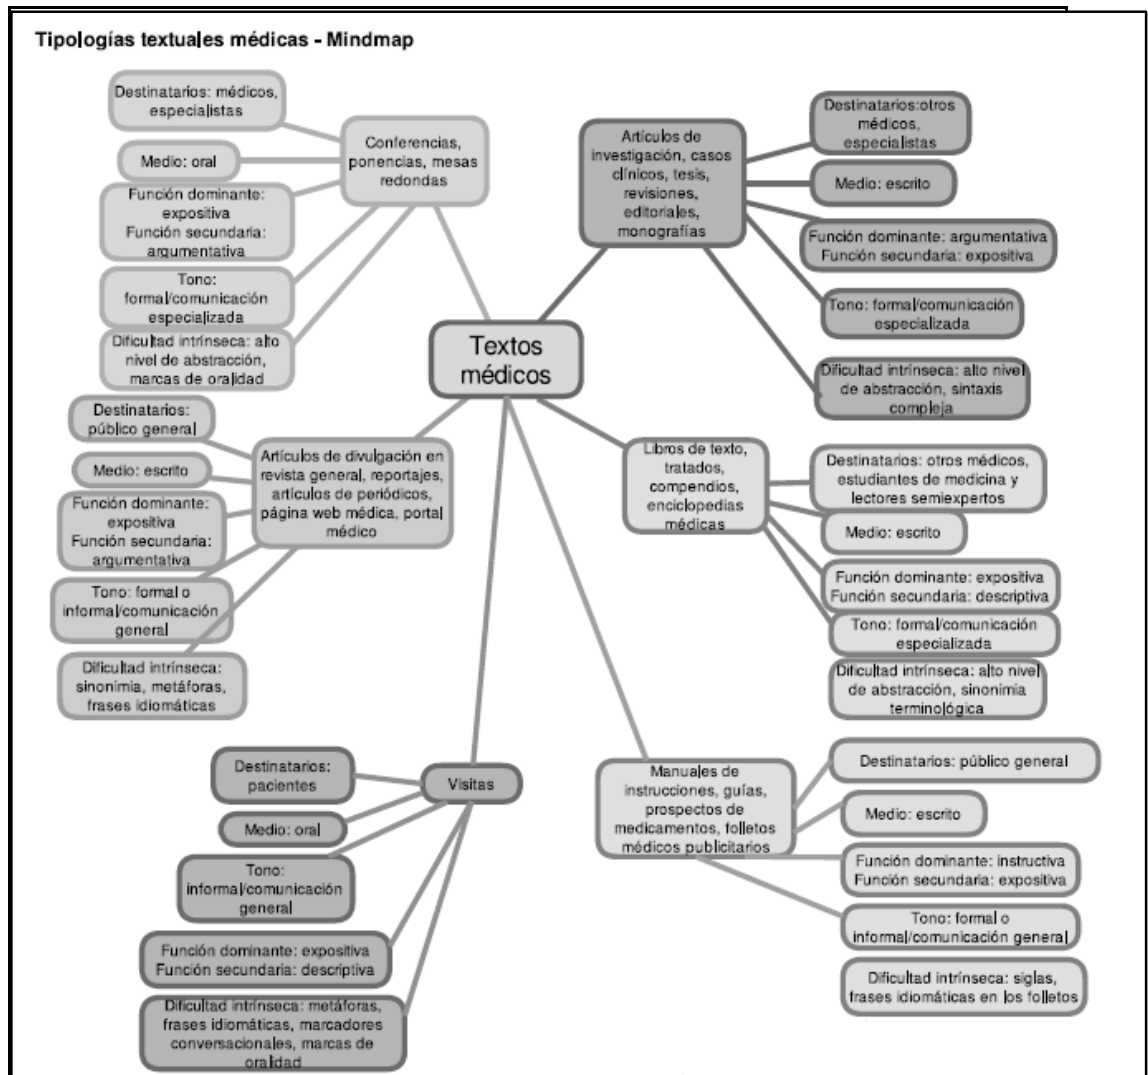 Tipologías textuales médicas - Mindmap
Destinatarios: médicos,
especialistas
Conferencias,
ponencias, mesas
redondas
Medio: oral
Función dominante:
expositiva
Función secundaria:
argumentativa
Tono:
formal/comunicación
especializada
Dificultad intrínseca: alto
nivel de abstracción,
marcas de oralidad
Artículos de
investigación, casos
clínicos, tesis,
revisiones,
editoriales,
monografías
Destinatarios:otros
médicos,
especialistas
Medio: escrito
Función dominante: argumentativa
Función secundaria: expositiva
Tono: formal/comunicación
especializada
Dificultad intrínseca: alto nivel
de abstracción, sintaxis
compleja
Textos
médicos
Destinatarios:
público general
Artículos de divulgación en
revista general, reportajes,
artículos de periódicos,
página web médica, portal
médico
Medio: escrito
Función dominante:
expositiva
Función secundaria:
argumentativa
Tono: formal o
informal/comunicación
general
Dificultad intrínseca:
sinonimia, metáforas,
frases idiomáticas
Libros de texto,
tratados,
compendios,
enciclopedias
médicas
Destinatarios: otros médicos,
estudiantes de medicina y
lectores semiexpertos
Medio: escrito
Función dominante: expositiva
Función secundaria: descriptiva
Tono: formal/comunicación
especializada
Dificultad intrínseca: alto nivel
de abstracción, sinonimia
terminológica
Destinatarios:
pacientes
Visitas
Medio: oral
Tono:
informal/comunicación
general
Función dominante: expositiva
Función secundaria: descriptiva
Dificultad intrínseca: metáforas,
frases idiomáticas, marcadores
conversacionales, marcas de
oralidad
Manuales de
instrucciones, guías,
prospectos de
medicamentos, folletos
médicos publicitarios
Destinatarios: público general
Medio: escrito
Función dominante: instructiva
Función secundaria: expositiva
Tono: formal o
informal/comunicación general
Dificultad intrínseca: siglas,
frases idiomáticas en los folletos